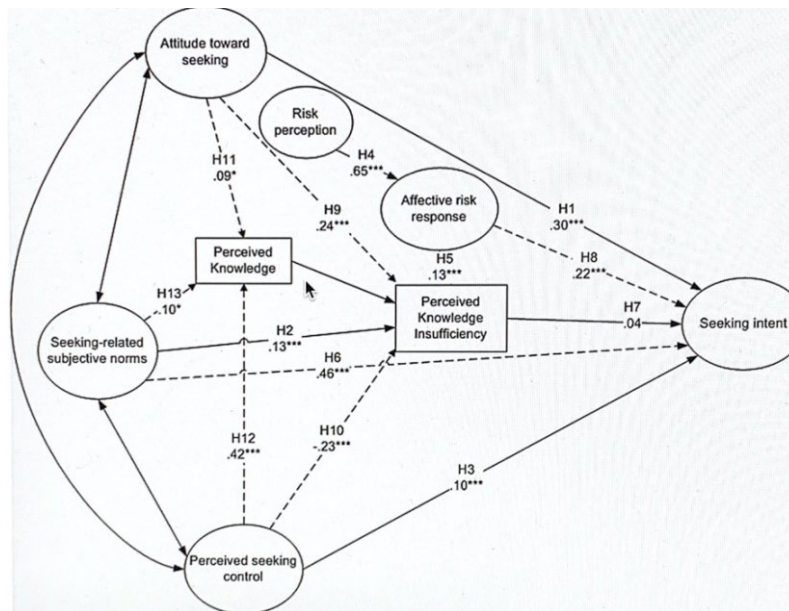 Attitude toward
seeking
Risk
perception
H11
.09*
H4
.65***
H9
.24***
Affective risk
response
H1
.30***
Perceived
Knowledge
H5
.13***
H8
.22***
H13
-.10*
Perceived
Knowledge
Insufficiency
H7
.04
Seeking intent
Seeking-related
subjective norms
H2
.13***
H6
.46***
H12
.42***
H10
-.23***
H3
.10***
Perceived seeking
control